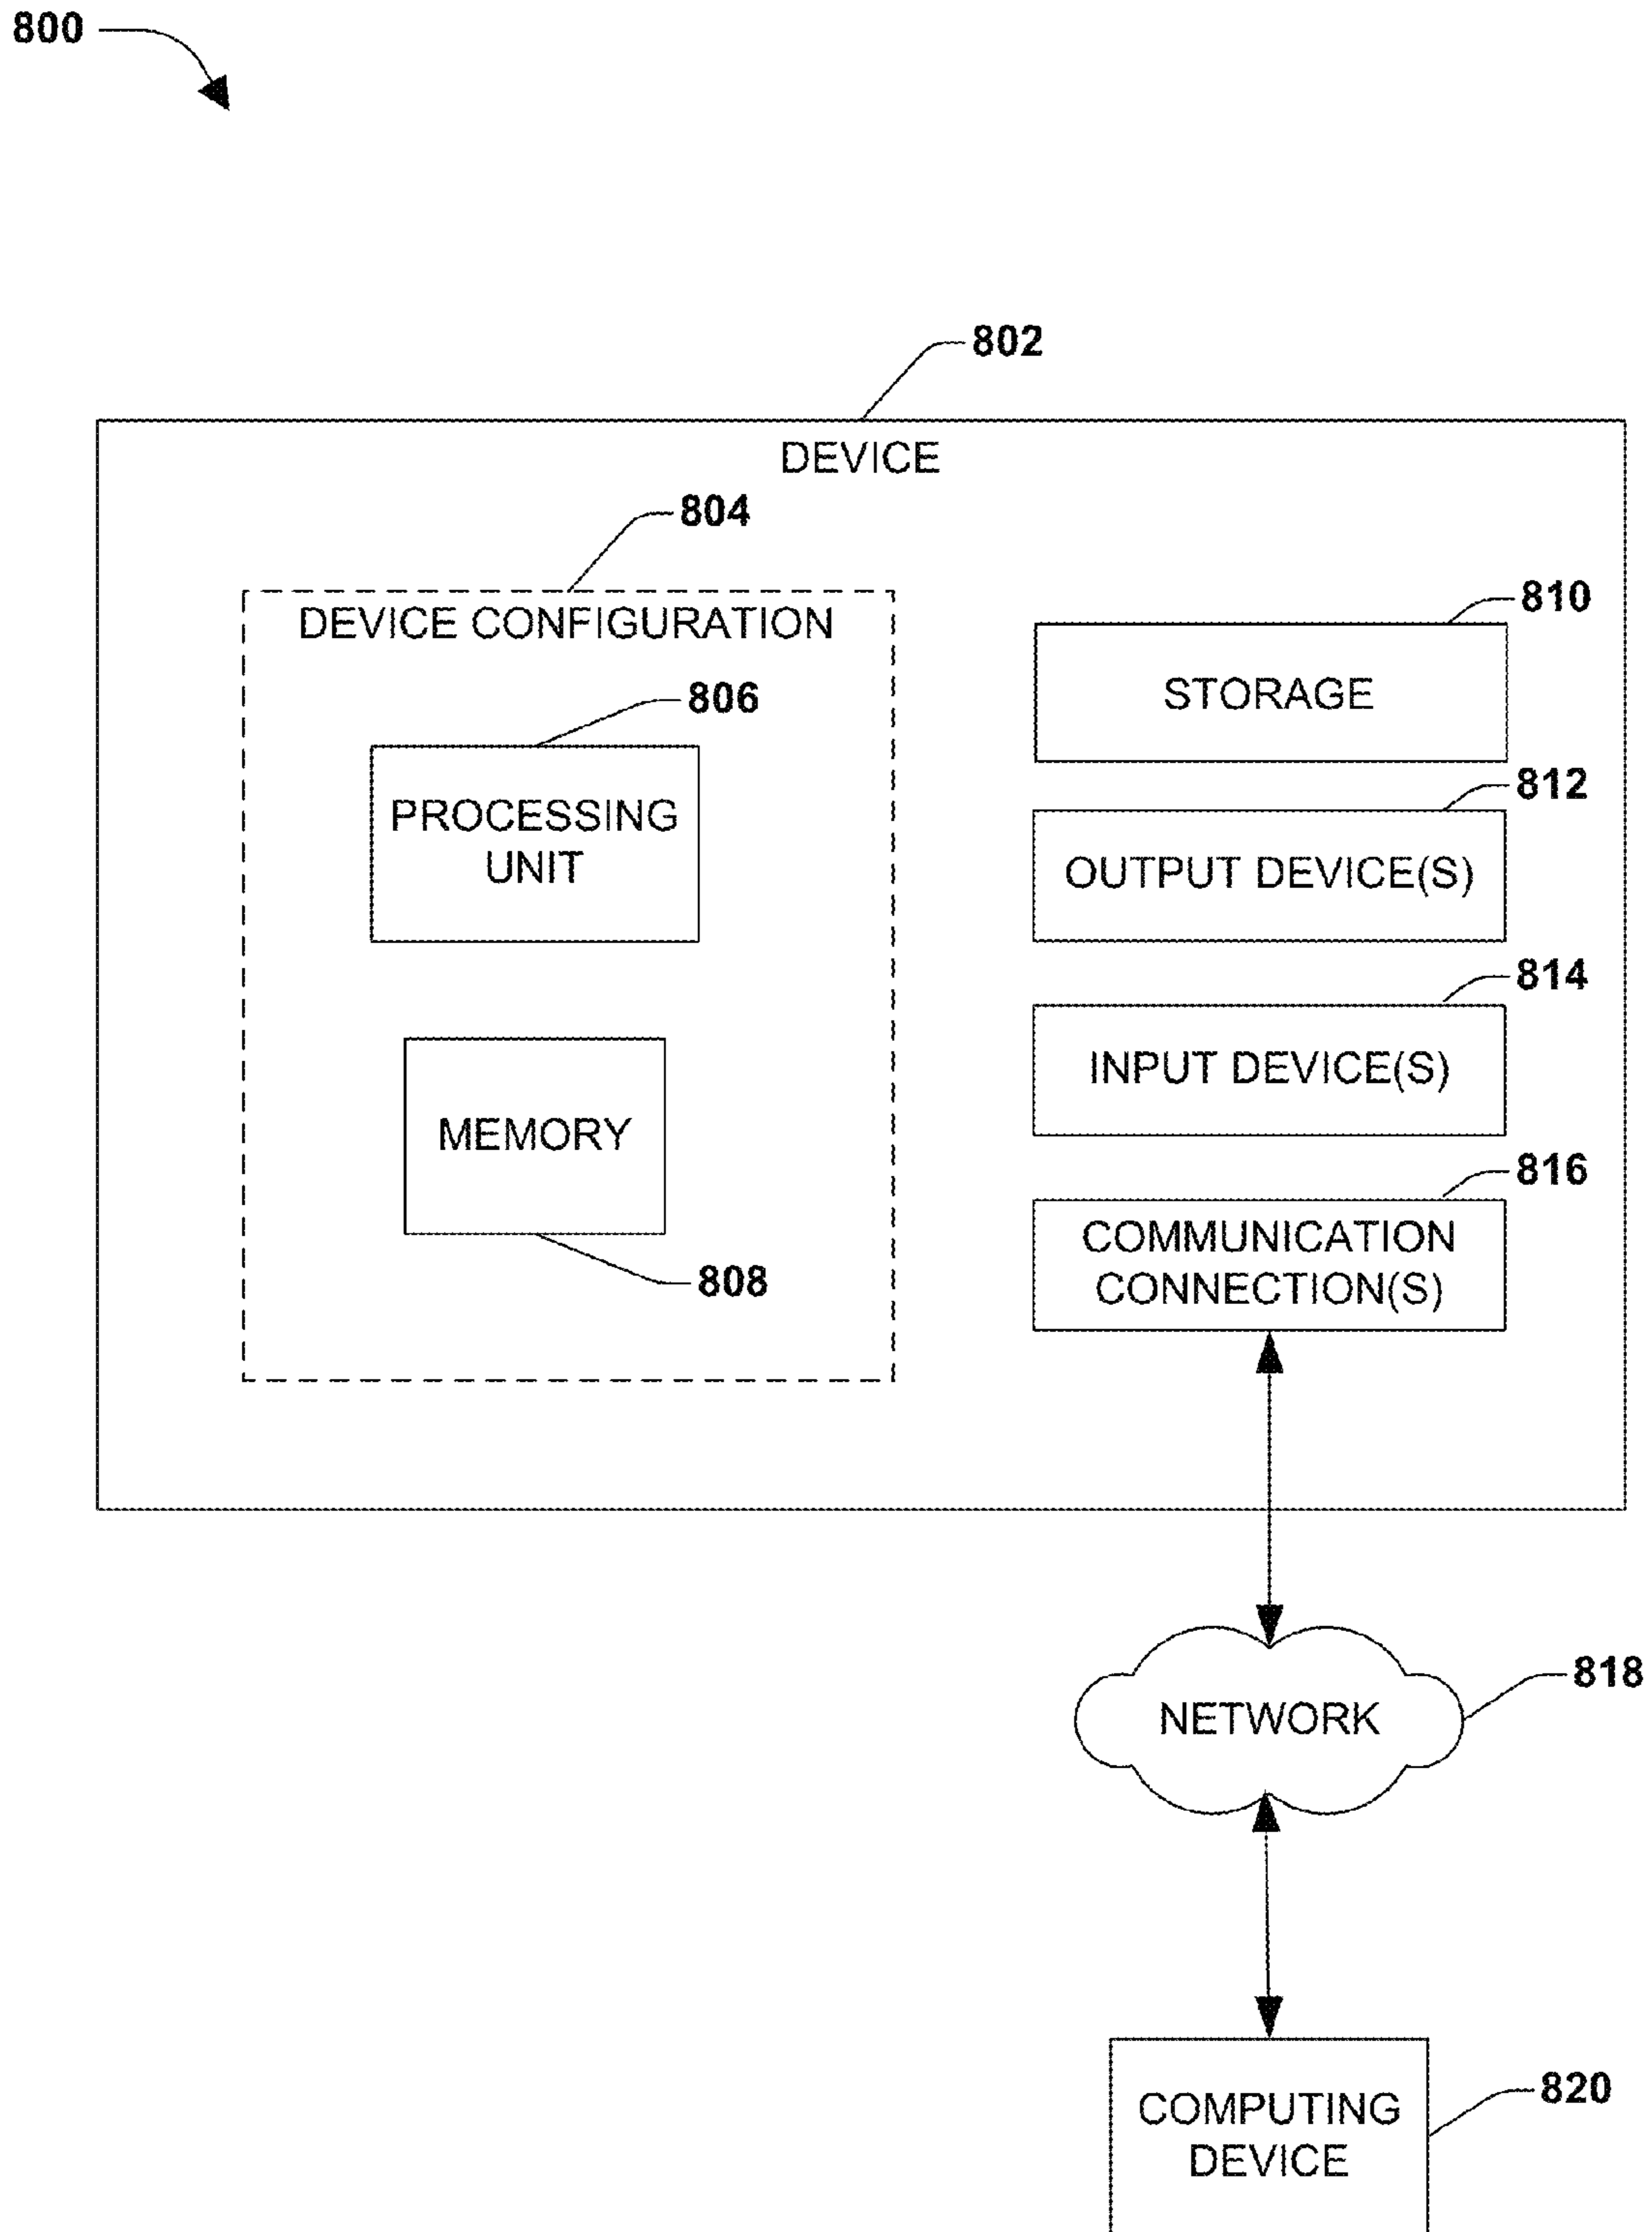 800
802
DEVICE
804
DEVICE CONFIGURATION
806
PROCESSING
UNIT
MEMORY
808
810
STORAGE
812
OUTPUT DEVICE(S)
814
INPUT DEVICE(S)
816
COMMUNICATION
CONNECTION(S)
818
NETWORK
820
COMPUTING
DEVICE